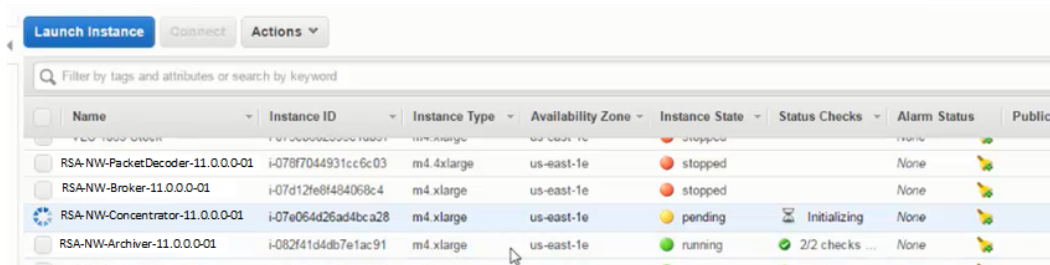 Launch Instance Connect Actions
Filter by tags and attributes or search by keyword
Name Instance ID Instance Type Availability Zone Instance State Status Checks Alarm Status Public
RSA-NW-PacketDecoder-11.0.0.0-01 i-078f7044931cc6c03 m4.4xlarge us-east-1e stopped None
RSA-NW-Broker-11.0.0.0-01 i-07d12fe8f484068c4 m4.xlarge us-east-1e stopped None
RSA-NW-Concentrator-11.0.0.0-01 i-07e064d26ad4bca28 m4.xlarge us-east-1e pending Initializing None
RSA-NW-Archiver-11.0.0.0-01 i-082f41d4db7e1ac91 m4.xlarge us-east-1e running 2/2 checks ... None